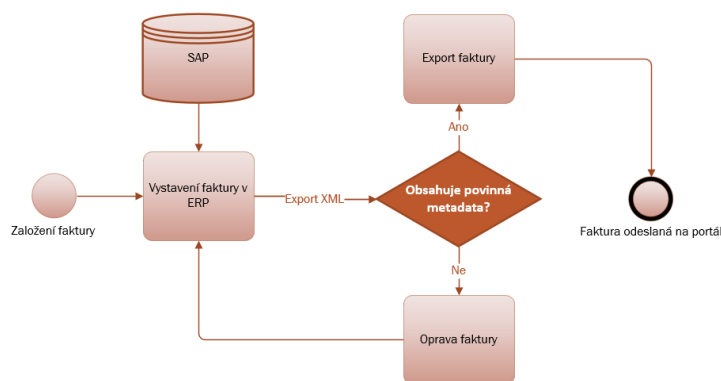 SAP
Export faktury
Ano
Založení faktury
Vystavení faktury v
ERP
Export XML
Obsahuje povinná
metadata?
Faktura odeslaná na portál
Ne
Oprava faktury